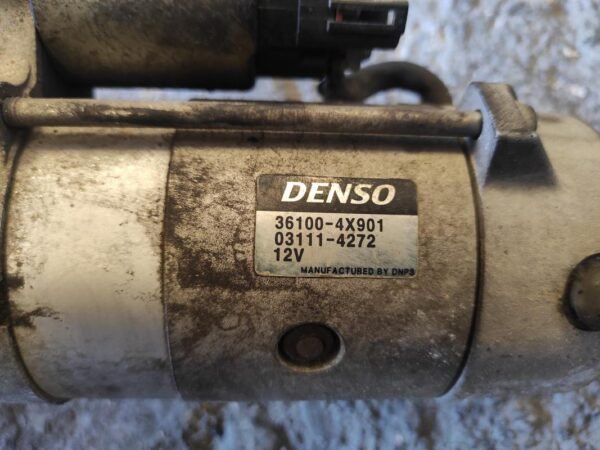 DENSO
36100-4X901
03111-4272
12V
MANUFACTURED BY DNPS